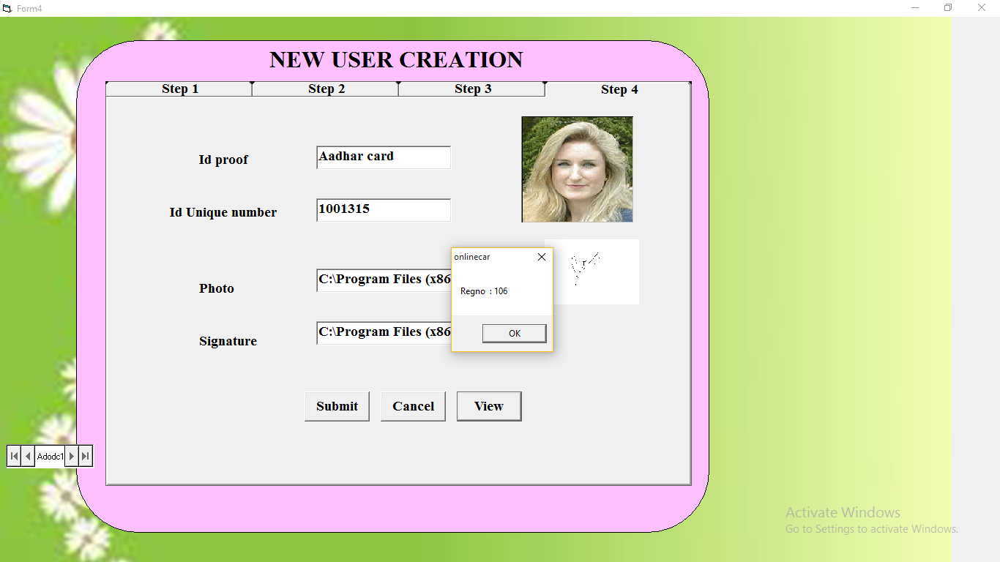 Form4
NEW USER CREATION
Step 1 Step 2 Step 3 Step 4
Id proof Aadhar card
Id Unique number 1001315
onlinecar
Photo C:\Program Files (x86
Regno : 106
Signature C:\Program Files (x86
OK
Submit Cancel View
Adodc1
Activate Windows
Go to Settings to activate Windows.